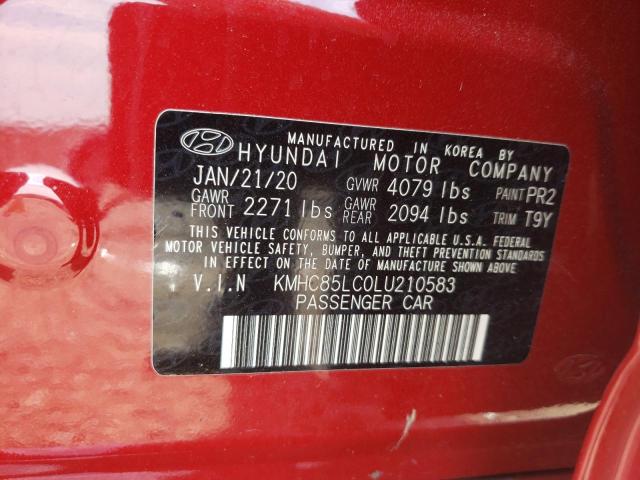 MANUFACTURED IN KOREA BY
HYUNDAI MOTOR COMPANY
JAN/21/20 GVWR 4079 lbs PAINT PR2
GAWR FRONT 2271 lbs GAWR REAR 2094 lbs TRIM T9Y
THIS VEHICLE CONFORMS TO ALL APPLICABLE U.S.A. FEDERAL
MOTOR VEHICLE SAFETY, BUMPER, AND THEFT PREVENTION STANDARDS
IN EFFECT ON THE DATE OF MANUFACTURE SHOWN ABOVE.
V.I.N KMHC85LC0LU210583
PASSENGER CAR